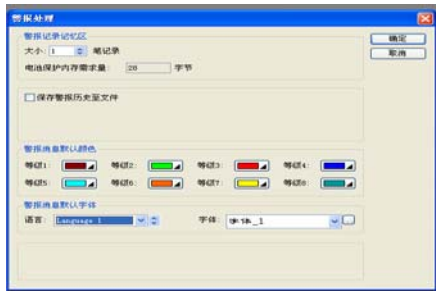 警报处理
警报记录记忆区
确定
大小: 1 笔记录
取消
电池保护内存需求量: 28 字节
保存警报历史至文件
警报消息默认颜色
等级1: 等级2: 等级3: 等级4:
等级5: 等级6: 等级7: 等级8:
警报消息默认字体
语言: Language 1 字体: 字体_1
...